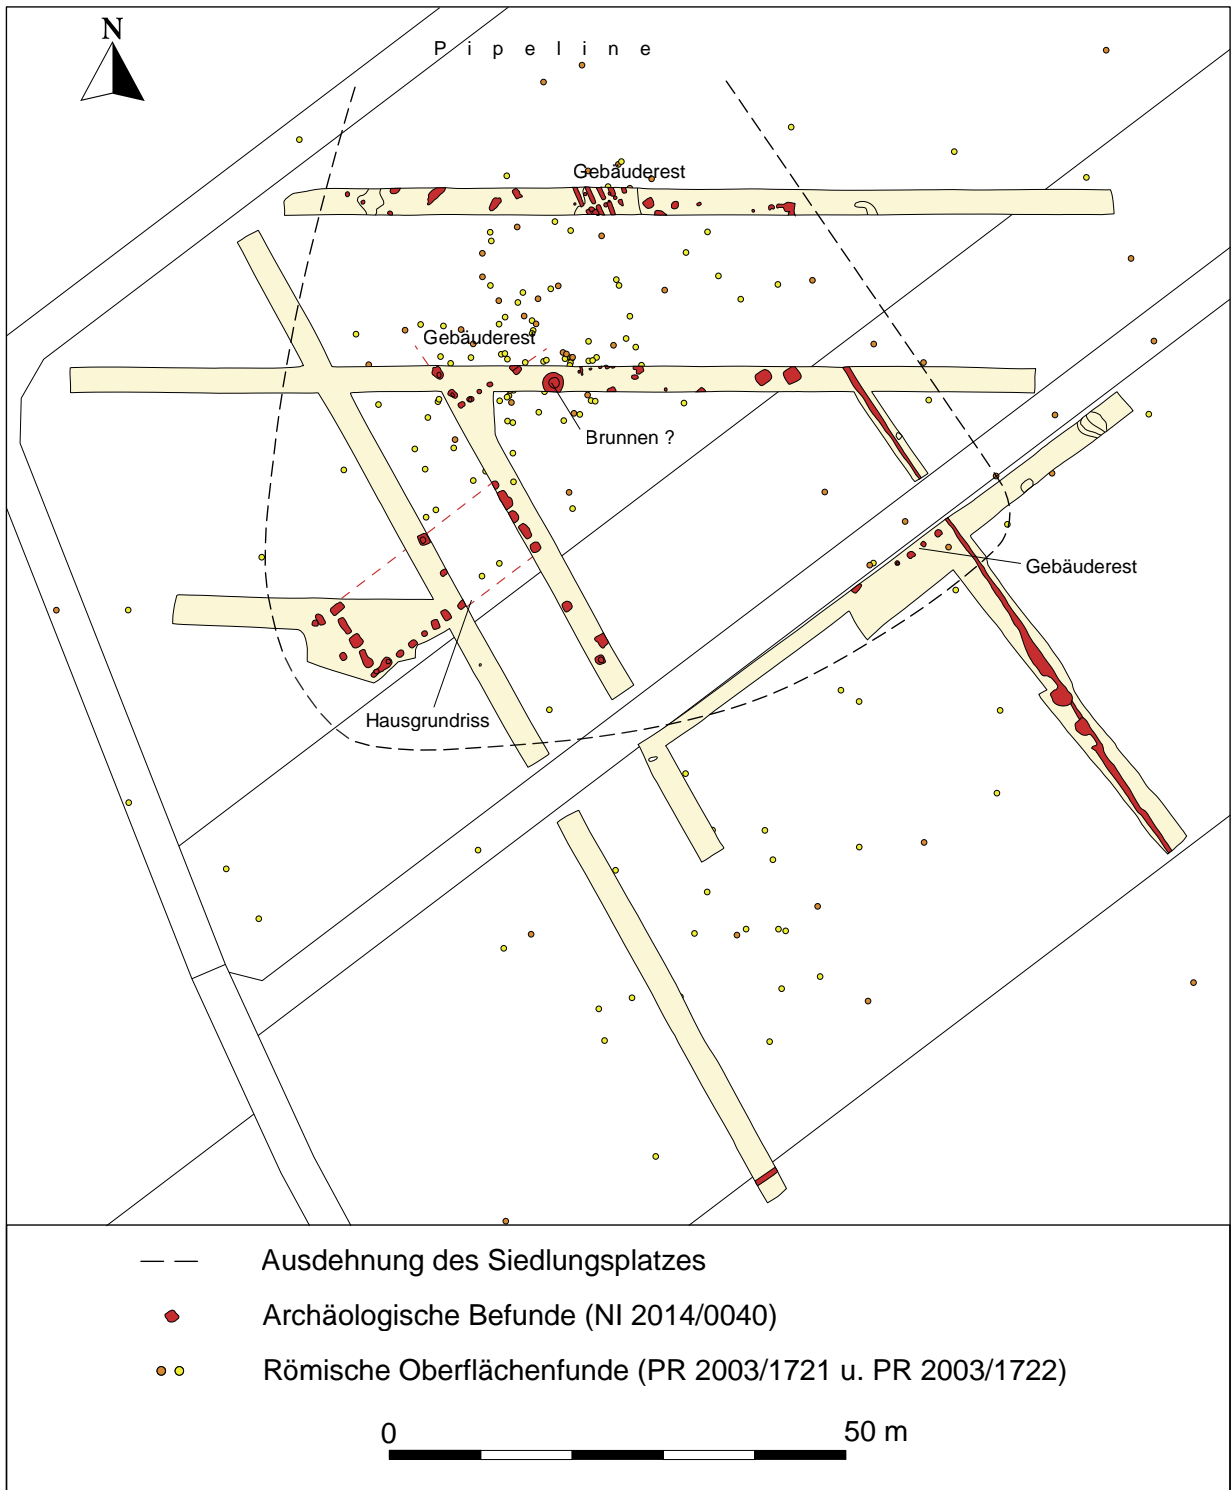 N
Pipeline
Gebäuderest
Gebäuderest
Brunnen ?
Gebäuderest
Hausgrundriss
Ausdehnung des Siedlungsplatzes
Archäologische Befunde (NI 2014/0040)
Römische Oberflächenfunde (PR 2003/1721 u. PR 2003/1722)
0 50 m